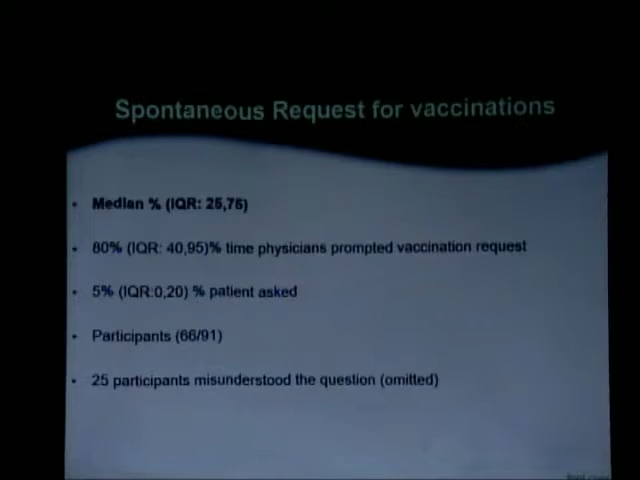 Spontaneous Request for vaccinations
• Median % (IQR: 25,75)
• 80% (IQR: 40,95)% time physicians prompted vaccination request
• 5% (IQR:0,20) % patient asked
• Participants (66/91)
• 25 participants misunderstood the question (omitted)